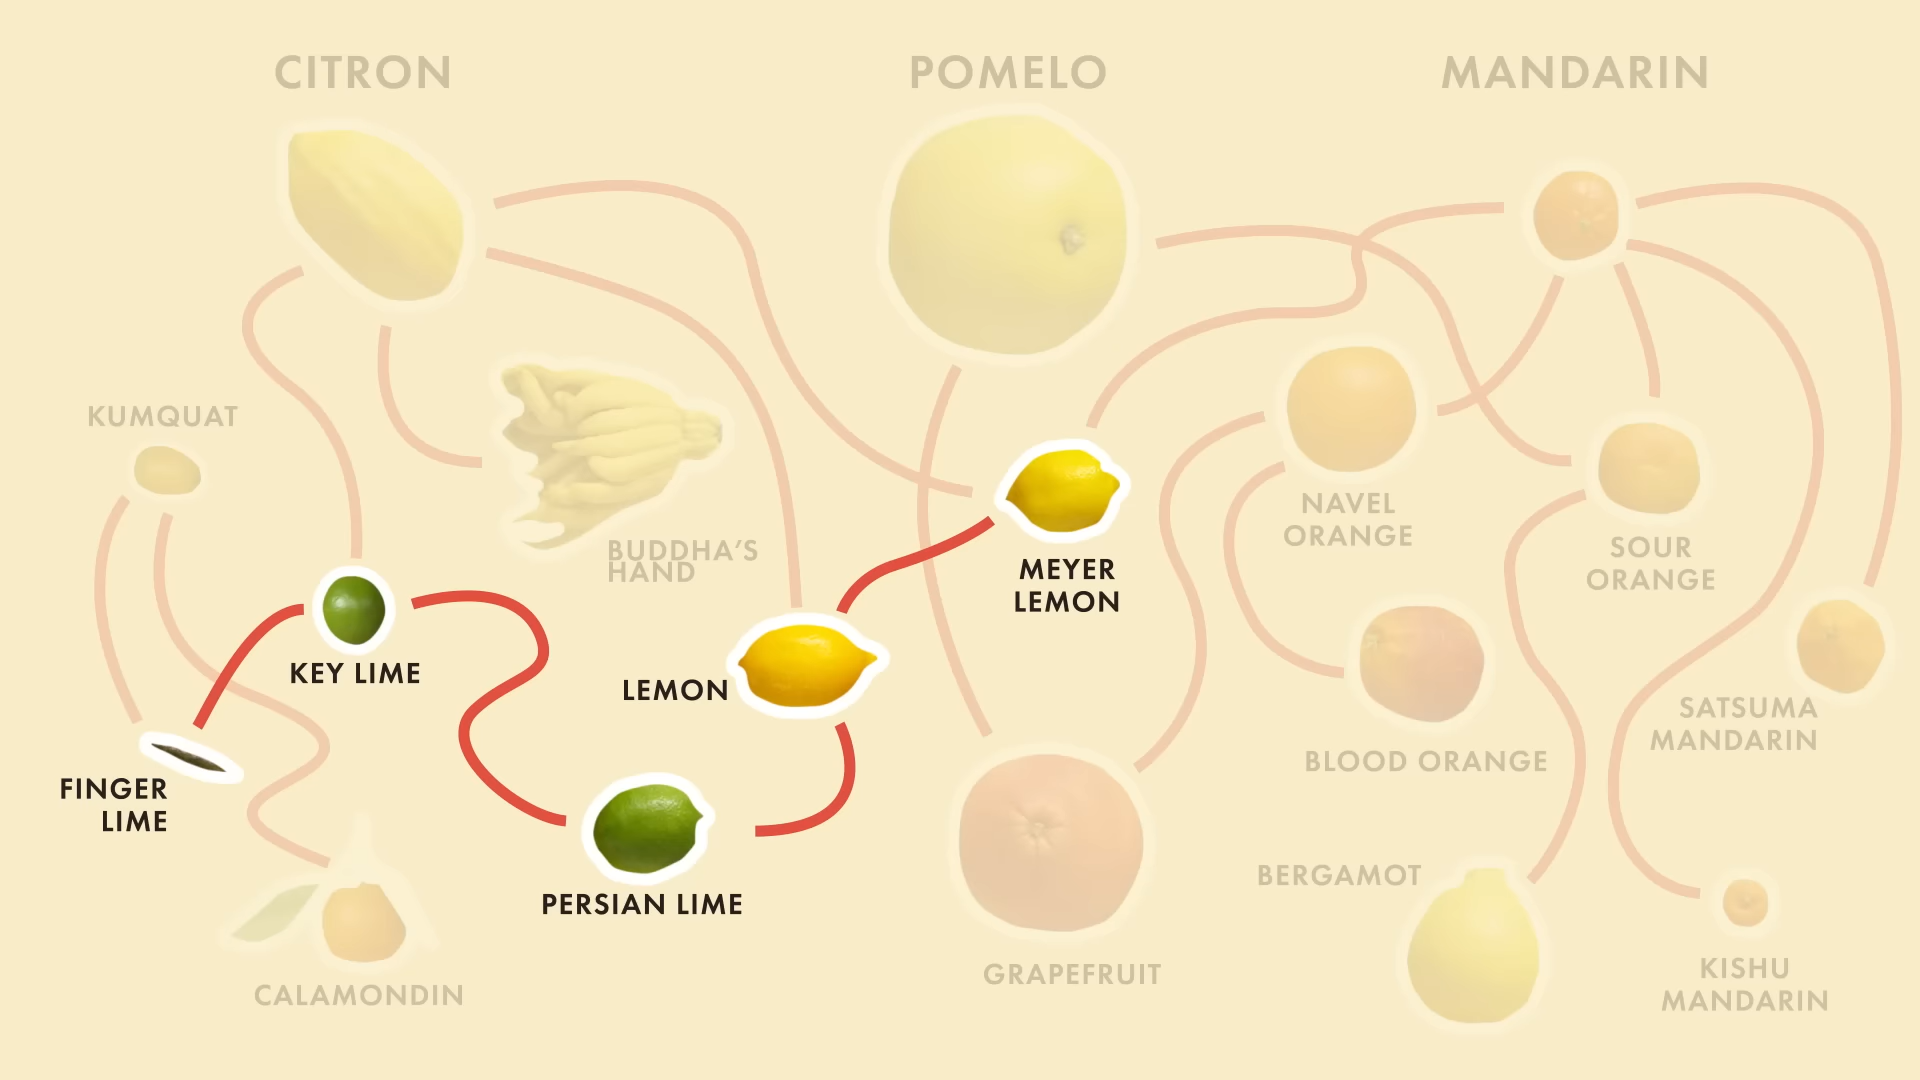 CITRON
POMELO
MANDARIN
KUMQUAT
NAVEL
ORANGE
BUDDHA'S
HAND
SOUR
ORANGE
MEYER
LEMON
KEY LIME
LEMON
SATSUMA
MANDARIN
BLOOD ORANGE
FINGER
LIME
PERSIAN LIME
BERGAMOT
GRAPEFRUIT
KISHU
MANDARIN
CALAMONDIN